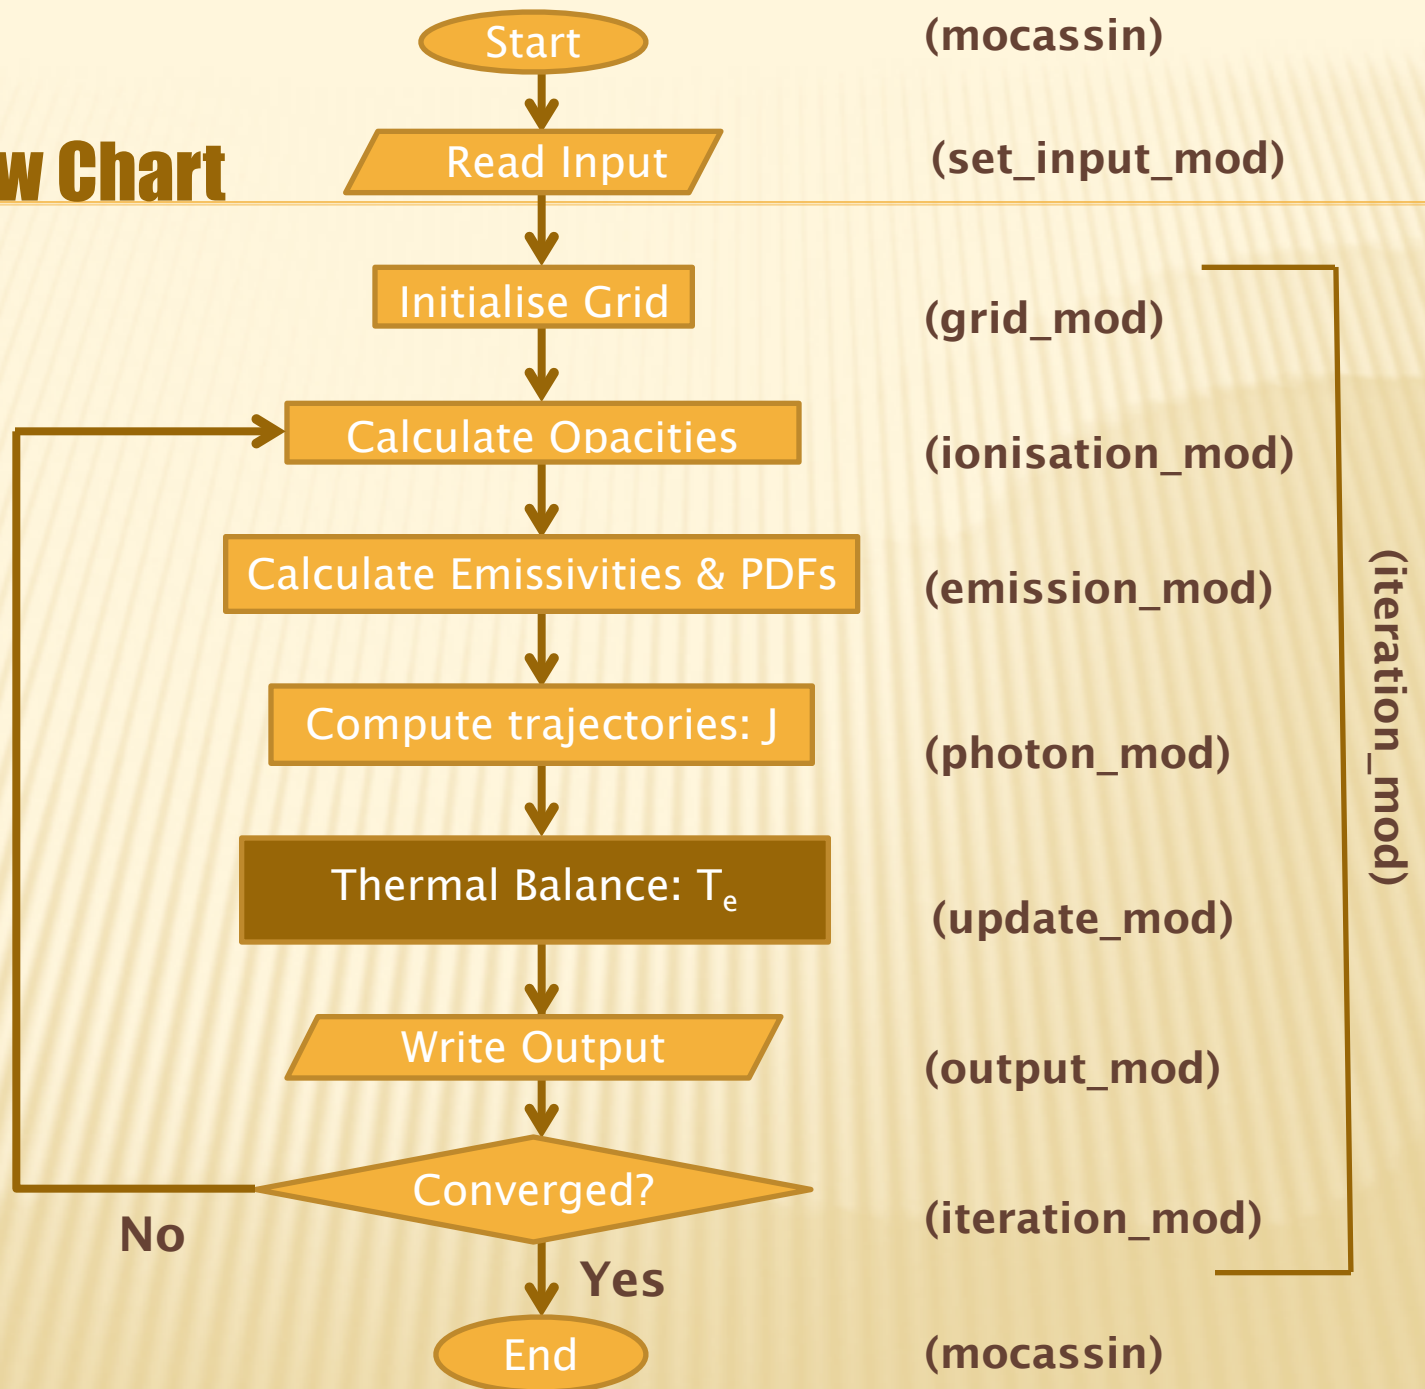 Start
(mocassin)
w Chart
Read Input
(set_input_mod)
Initialise Grid
(grid_mod)
Calculate Opacities
(ionisation_mod)
Calculate Emissivities & PDFs
(emission_mod)
(iteration_mod)
Compute trajectories: J
(photon_mod)
Thermal Balance: Te
(update_mod)
Write Output
(output_mod)
Converged?
(iteration_mod)
No
Yes
End
(mocassin)